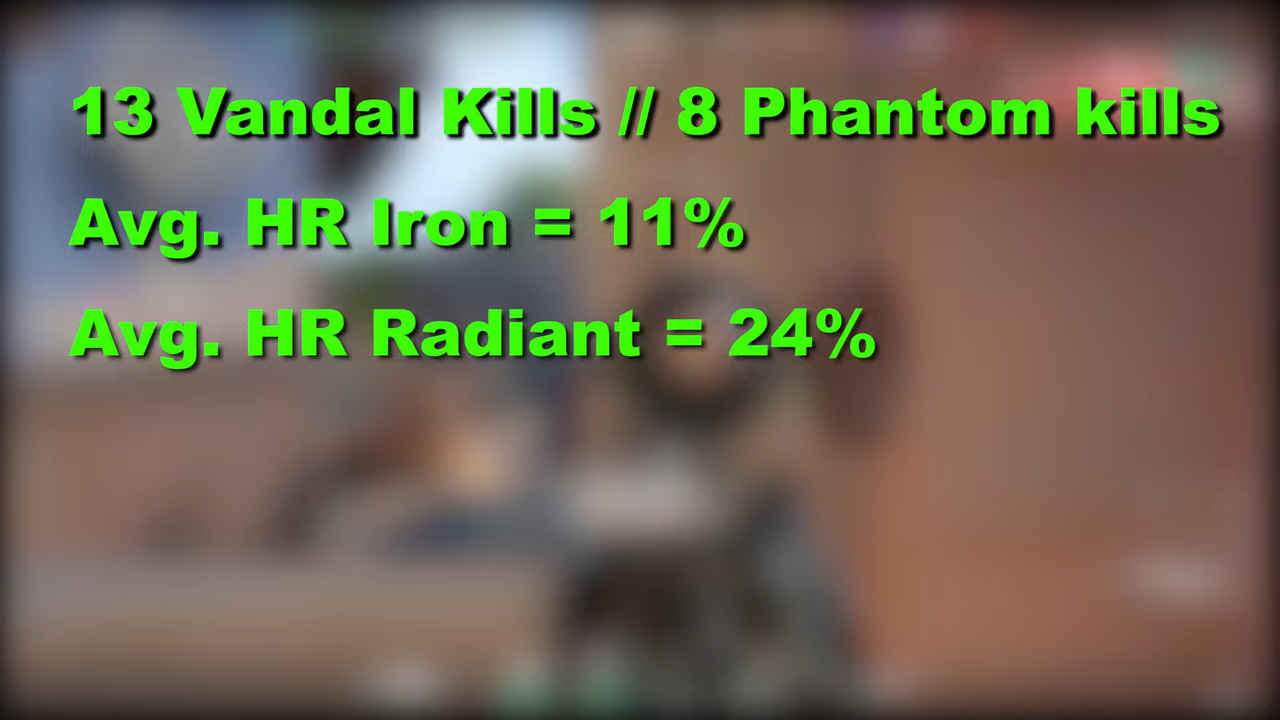 13 Vandal Kills // 8 Phantom kills
Avg. HR Iron = 11%
Avg. HR Radiant = 24%